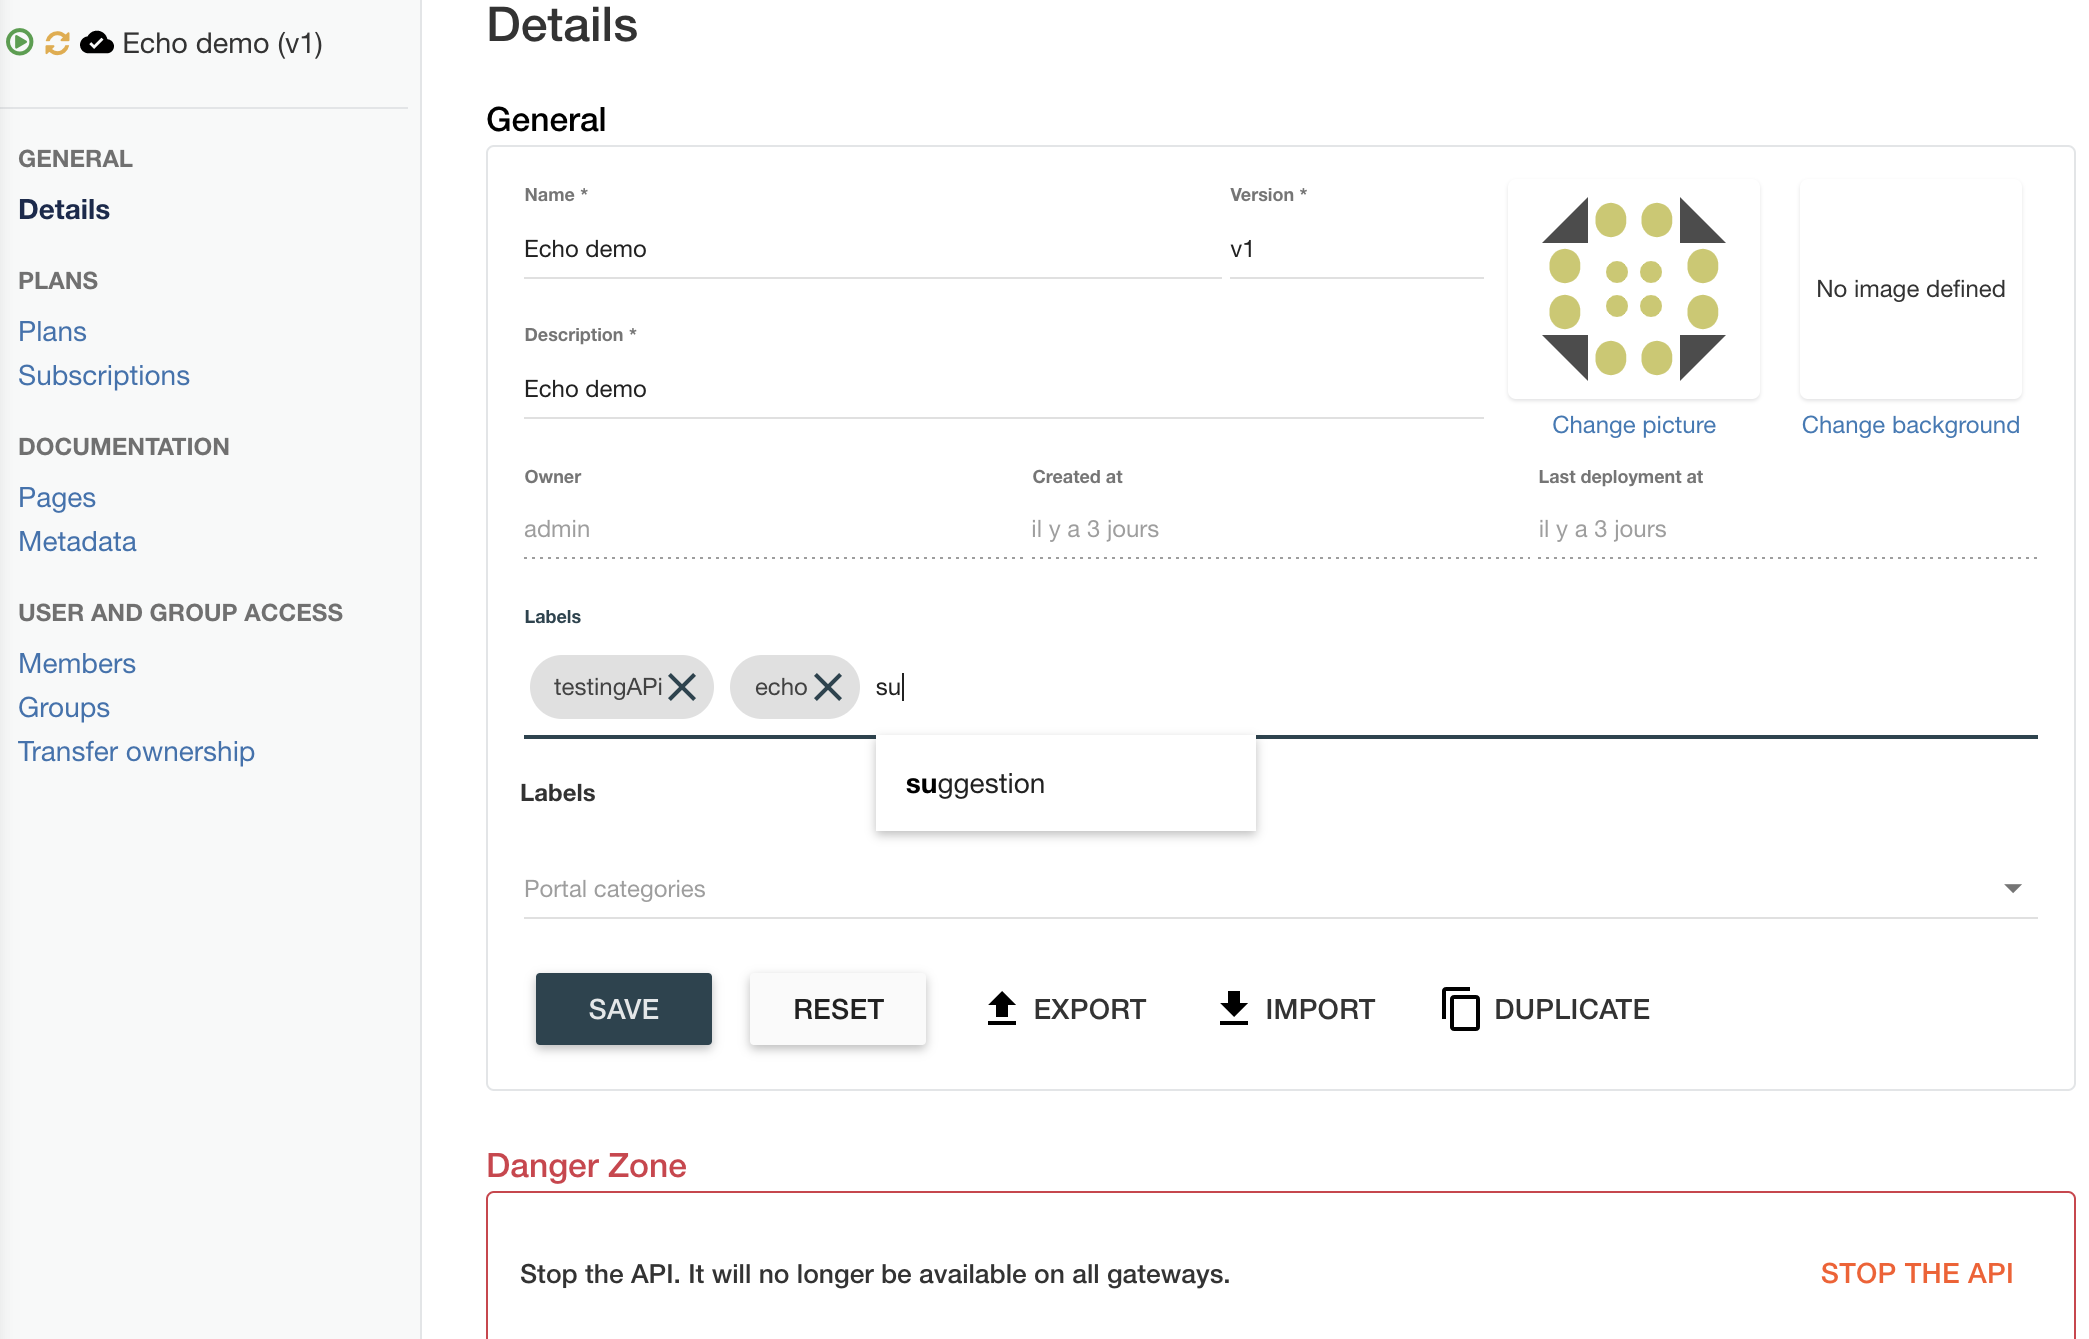 Echo demo (v1)
GENERAL
Details
PLANS
Plans
Subscriptions
DOCUMENTATION
Pages
Metadata
USER AND GROUP ACCESS
Members
Groups
Transfer ownership
Details
General
Name *
Version *
Echo demo
v1
No image defined
Description *
Echo demo
Change picture
Change background
Owner
Created at
Last deployment at
admin
il y a 3 jours
il y a 3 jours
Labels
testingAPi
echo
su
suggestion
Labels
Portal categories
SAVE
RESET
EXPORT
IMPORT
DUPLICATE
Danger Zone
Stop the API. It will no longer be available on all gateways.
STOP THE API